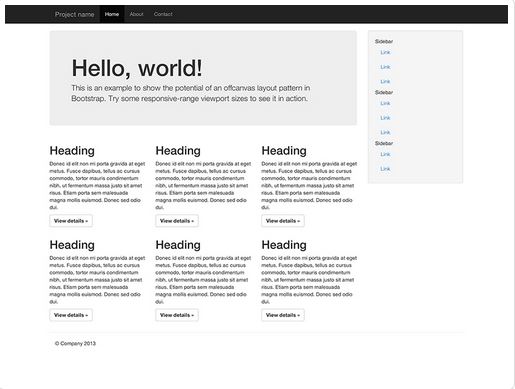 Project name Home About Contact
Hello, world!
This is an example to show the potential of an offcanvas layout pattern in
Bootstrap. Try some responsive-range viewport sizes to see it in action.
Heading
Donec id elit non mi porta gravida at eget
metus. Fusce dapibus, tellus ac cursus
commodo, tortor mauris condimentum
nibh, ut fermentum massa justo sit amet
risus. Etiam porta sem malesuada
magna mollis euismod. Donec sed odio
dui.
View details »
Heading
Donec id elit non mi porta gravida at eget
metus. Fusce dapibus, tellus ac cursus
commodo, tortor mauris condimentum
nibh, ut fermentum massa justo sit amet
risus. Etiam porta sem malesuada
magna mollis euismod. Donec sed odio
dui.
View details »
Heading
Donec id elit non mi porta gravida at eget
metus. Fusce dapibus, tellus ac cursus
commodo, tortor mauris condimentum
nibh, ut fermentum massa justo sit amet
risus. Etiam porta sem malesuada
magna mollis euismod. Donec sed odio
dui.
View details »
Heading
Donec id elit non mi porta gravida at eget
metus. Fusce dapibus, tellus ac cursus
commodo, tortor mauris condimentum
nibh, ut fermentum massa justo sit amet
risus. Etiam porta sem malesuada
magna mollis euismod. Donec sed odio
dui.
View details »
Heading
Donec id elit non mi porta gravida at eget
metus. Fusce dapibus, tellus ac cursus
commodo, tortor mauris condimentum
nibh, ut fermentum massa justo sit amet
risus. Etiam porta sem malesuada
magna mollis euismod. Donec sed odio
dui.
View details »
Heading
Donec id elit non mi porta gravida at eget
metus. Fusce dapibus, tellus ac cursus
commodo, tortor mauris condimentum
nibh, ut fermentum massa justo sit amet
risus. Etiam porta sem malesuada
magna mollis euismod. Donec sed odio
dui.
View details »
Sidebar
Link
Link
Link
Sidebar
Link
Link
Link
Sidebar
Link
Link
© Company 2013